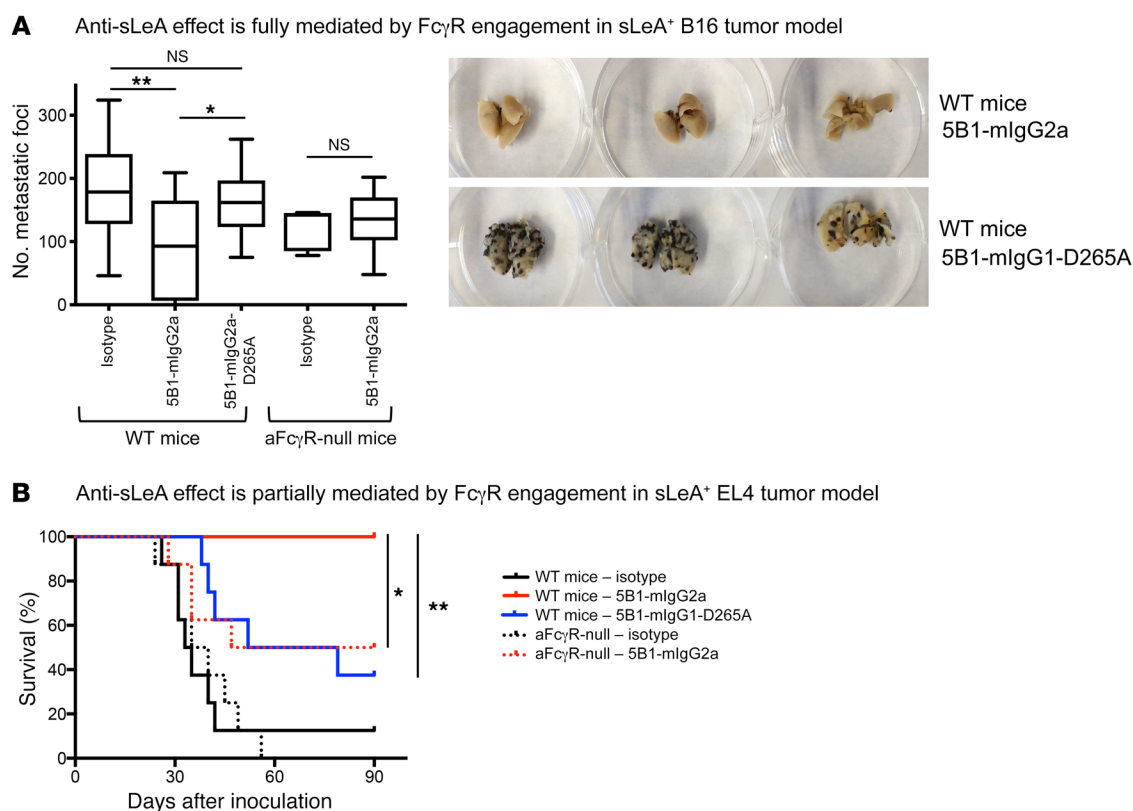 A Anti-sLeA effect is fully mediated by FcγR engagement in sLeA⁺ B16 tumor model
NS
**
*
NS
No. metastatic foci
300
200
100
0
Isotype
5B1-mIgG2a
5B1-mIgG2a-
D265A
Isotype
5B1-mIgG2a
WT mice
aFcγR-null mice
WT mice
5B1-mIgG2a
WT mice
5B1-mIgG1-D265A
B Anti-sLeA effect is partially mediated by FcγR engagement in sLeA⁺ EL4 tumor model
Survival (%)
100
80
60
40
20
0
0 30 60 90
Days after inoculation
*
**
WT mice – isotype
WT mice – 5B1-mIgG2a
WT mice – 5B1-mIgG1-D265A
aFcγR-null – isotype
aFcγR-null – 5B1-mIgG2a